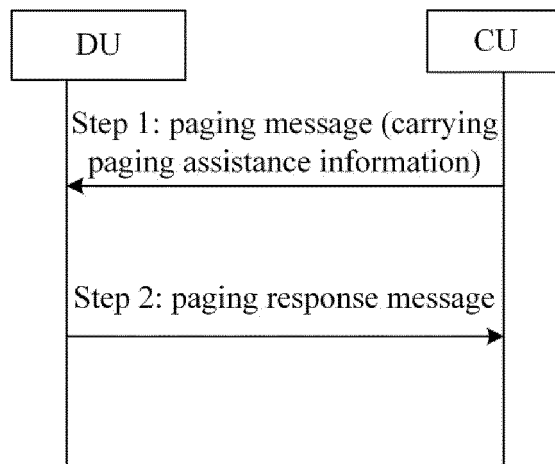 DU
CU
Step 1: paging message (carrying
paging assistance information)
Step 2: paging response message